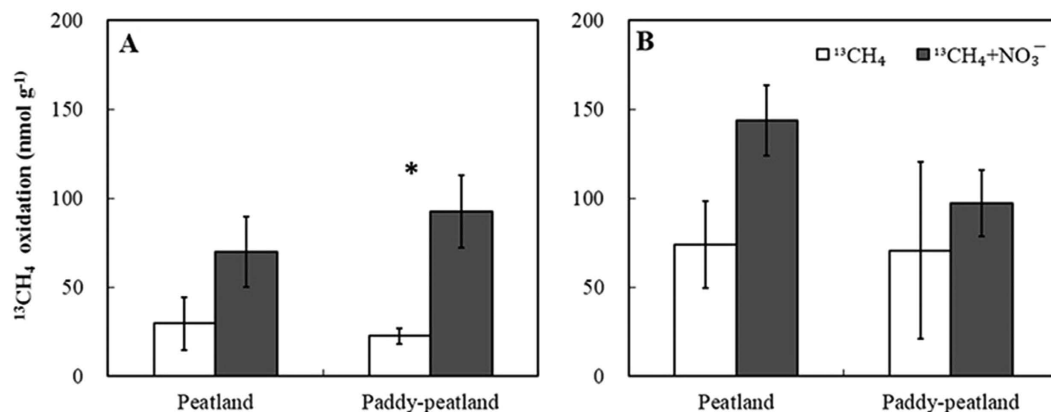 ¹³CH₄ oxidation (nmol g⁻¹)
200
150
100
50
0
A
*
Peatland
Paddy-peatland
200
150
100
50
0
B
¹³CH₄
¹³CH₄+NO₃⁻
Peatland
Paddy-peatland